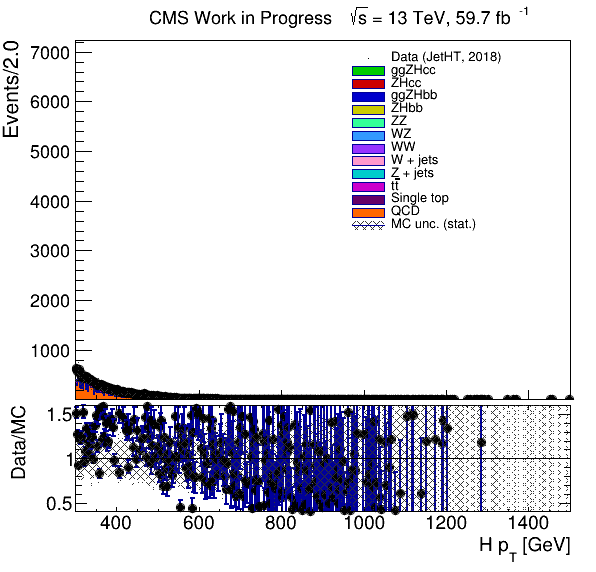 CMS Work in Progress √s = 13 TeV, 59.7 fb-1
Events/2.0
7000
6000
5000
4000
3000
2000
1000
Data (JetHT, 2018)
ggZHcc
ZHcc
ggZHbb
ZHbb
ZZ
WZ
WW
W + jets
Z + jets
tt̅
Single top
QCD
MC unc. (stat.)
Data/MC
1.5
1
0.5
400 600 800 1000 1200 1400
H pT [GeV]